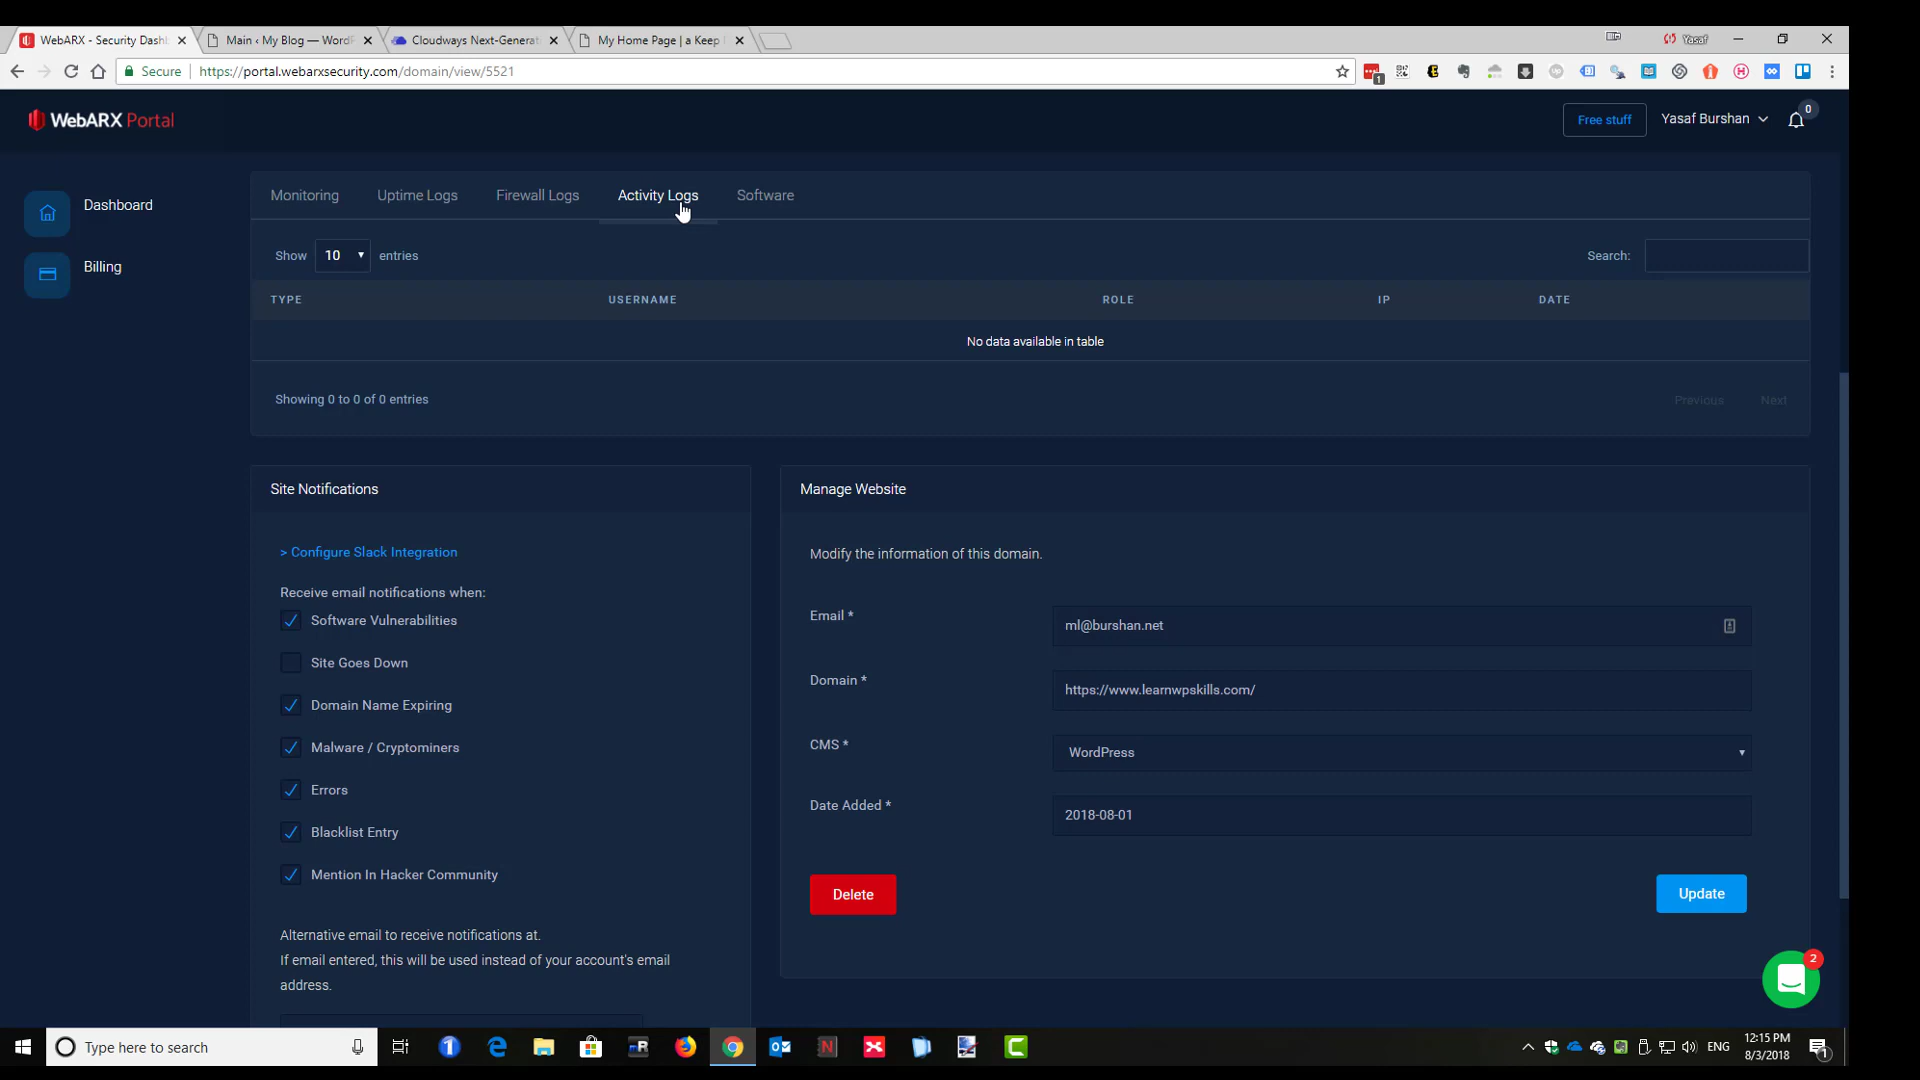 WebARX - Security Dashb
Main ‹ My Blog — WordP
Cloudways Next-Generat
My Home Page | a Keep
Yasaf
Secure
https://portal.webarxsecurity.com/domain/view/5521
1
WebARX Portal
Free stuff
Yasaf Burshan
0
Dashboard
Billing
Monitoring
Uptime Logs
Firewall Logs
Activity Logs
Software
Show 10 entries
Search:
TYPE USERNAME ROLE IP DATE
No data available in table
Showing 0 to 0 of 0 entries
Previous Next
Site Notifications
> Configure Slack Integration
Receive email notifications when:
Software Vulnerabilities
Site Goes Down
Domain Name Expiring
Malware / Cryptominers
Errors
Blacklist Entry
Mention In Hacker Community
Alternative email to receive notifications at.
If email entered, this will be used instead of your account's email
address.
Manage Website
Modify the information of this domain.
Email * ml@burshan.net
Domain * https://www.learnwpskills.com/
CMS * WordPress
Date Added * 2018-08-01
Delete
Update
2
Type here to search
ENG
12:15 PM
8/3/2018
1